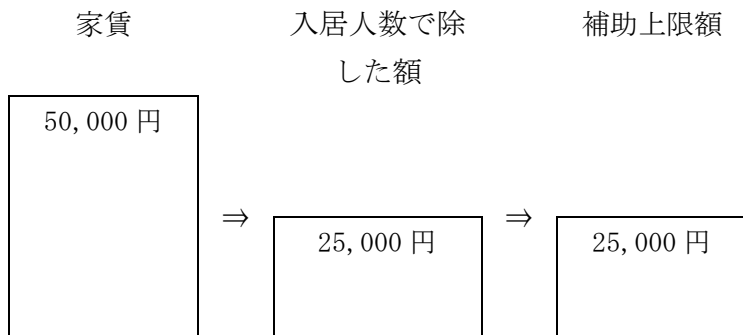 家賃
入居人数で除
した額
補助上限額
50,000 円
⇒
25,000 円
⇒
25,000 円